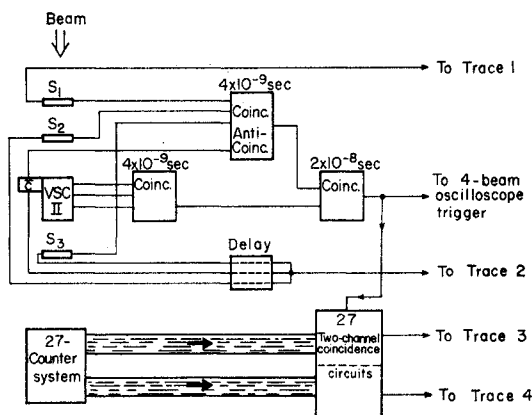 Beam
S1
To Trace 1
4x10-9sec
Coinc.
Anti-
Coinc.
S2
4x10-9sec
Coinc.
2x10-8sec
Coinc.
C
VSC
II
To 4-beam
oscilloscope
trigger
S3
Delay
To Trace 2
27-
Counter
system
27
Two-channel
coincidence
circuits
To Trace 3
To Trace 4